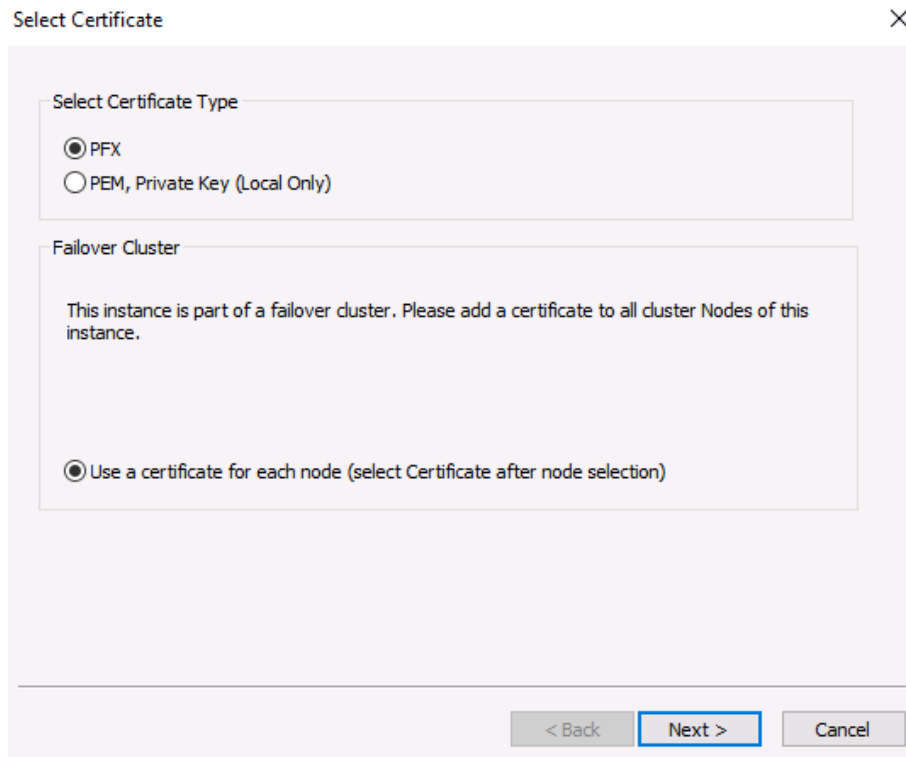 Select Certificate
Select Certificate Type
PFX
PEM, Private Key (Local Only)
Failover Cluster
This instance is part of a failover cluster. Please add a certificate to all cluster Nodes of this
instance.
Use a certificate for each node (select Certificate after node selection)
< Back Next > Cancel